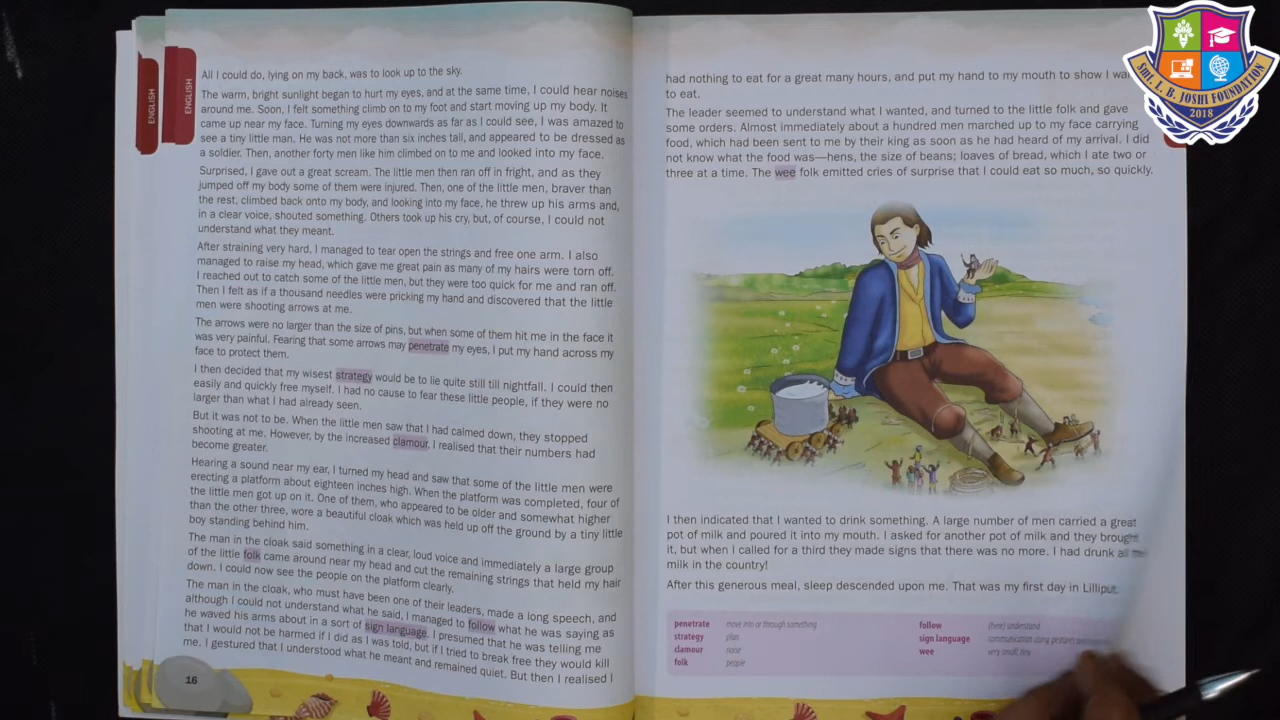 ENGLISH
ENGLISH
All I could do, lying on my back, was to look up to the sky.
The warm, bright sunlight began to hurt my eyes, and at the same time, I could hear noises
around me. Soon, I felt something climb on to my foot and start moving up my body. It
came up near my face. Turning my eyes downwards as far as I could see, I was amazed to
see a tiny little man. He was not more than six inches tall, and appeared to be dressed as
a soldier. Then, another forty men like him climbed on to me and looked into my face.
Surprised, I gave out a great scream. The little men then ran off in fright, and as they
jumped off my body some of them were injured. Then, one of the little men, braver than
the rest, climbed back onto my body, and looking into my face, he threw up his arms and,
in a clear voice, shouted something. Others took up his cry, but, of course, I could not
understand what they meant.
After straining very hard, I managed to tear open the strings and free one arm. I also
managed to raise my head, which gave me great pain as many of my hairs were torn off.
I reached out to catch some of the little men, but they were too quick for me and ran off.
Then I felt as if a thousand needles were pricking my hand and discovered that the little
men were shooting arrows at me.
The arrows were no larger than the size of pins, but when some of them hit me in the face it
was very painful. Fearing that some arrows may penetrate my eyes, I put my hand across my
face to protect them.
I then decided that my wisest strategy would be to lie quite still till nightfall. I could then
easily and quickly free myself. I had no cause to fear these little people, if they were no
larger than what I had already seen.
But it was not to be. When the little men saw that I had calmed down, they stopped
shooting at me. However, by the increased clamour, I realised that their numbers had
become greater.
Hearing a sound near my ear, I turned my head and saw that some of the little men were
erecting a platform about eighteen inches high. When the platform was completed, four of
the little men got up on it. One of them, who appeared to be older and somewhat higher
than the other three, wore a beautiful cloak which was held up off the ground by a tiny little
boy standing behind him.
The man in the cloak said something in a clear, loud voice and immediately a large group
of the little folk came around near my head and cut the remaining strings that held my hair
down. I could now see the people on the platform clearly.
The man in the cloak, who must have been one of their leaders, made a long speech, and
although I could not understand what he said, I managed to follow what he was saying as
he waved his arms about in a sort of sign language. I presumed that he was telling me
that I would not be harmed if I did as I was told, but if I tried to break free they would kill
me. I gestured that I understood what he meant and remained quiet. But then I realised I
16
had nothing to eat for a great many hours, and put my hand to my mouth to show I
to eat.
The leader seemed to understand what I wanted, and turned to the little folk and gave
some orders. Almost immediately about a hundred men marched up to my face carrying
food, which had been sent to me by their king as soon as he had heard of my arrival. I did
not know what the food was—hens, the size of beans; loaves of bread, which I ate two or
three at a time. The wee folk emitted cries of surprise that I could eat so much, so quickly.
I then indicated that I wanted to drink something. A large number of men carried a great
pot of milk and poured it into my mouth. I asked for another pot of milk and they brought
it, but when I called for a third they made signs that there was no more. I had drunk all the
milk in the country!
After this generous meal, sleep descended upon me. That was my first day in Lilliput.
penetrate move into or through something
strategy plan
clamour noise
folk people
follow (here) understand
sign language communication using gestures
wee very small; tiny
SMT. L. B. JOSHI FOUNDATION
2018